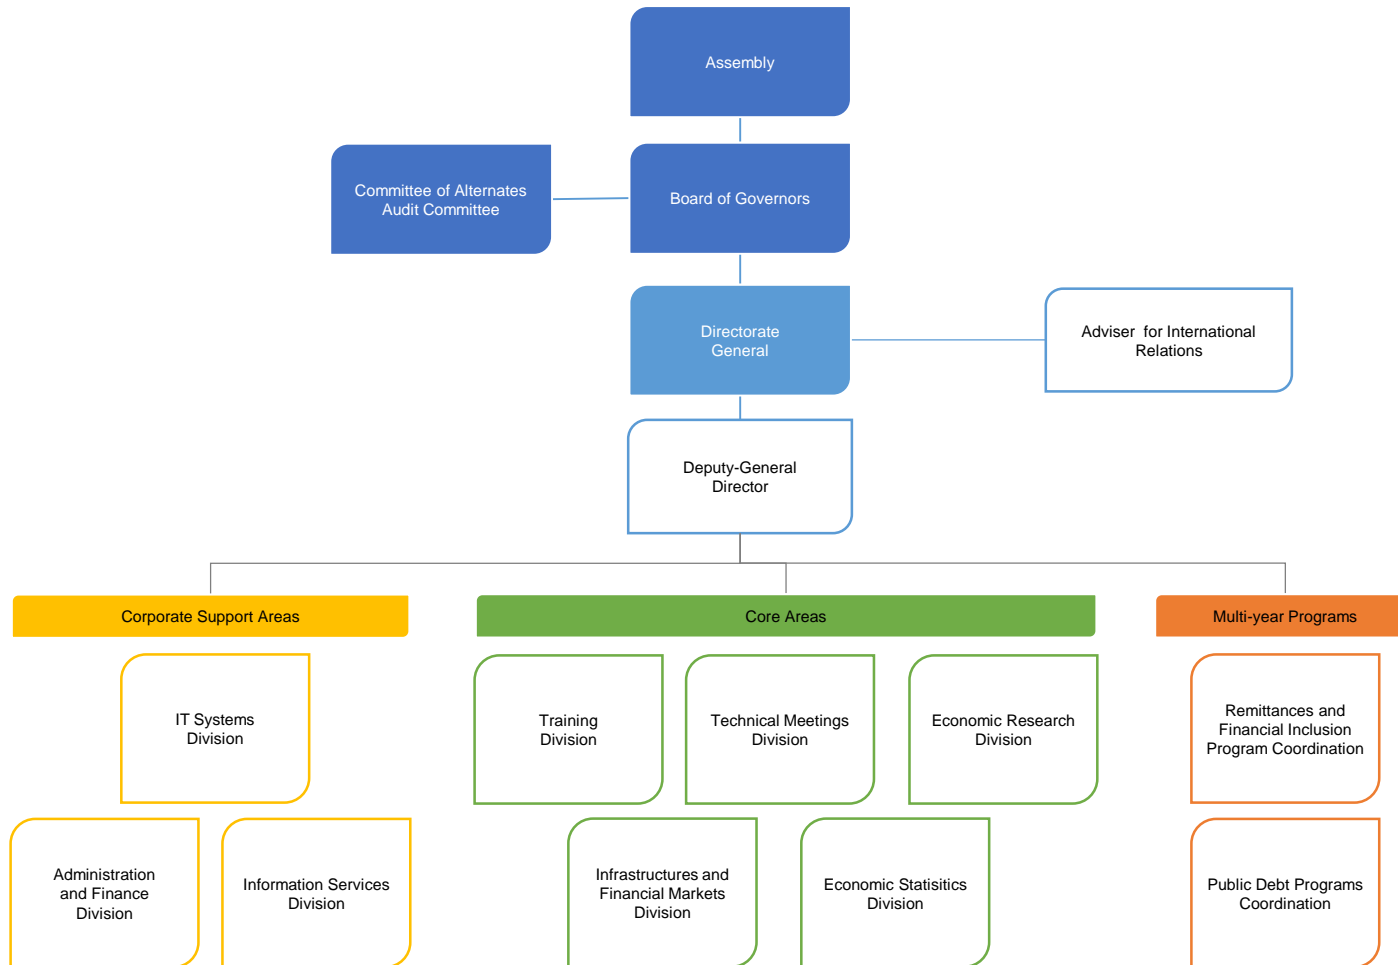 Assembly
Committee of Alternates
Audit Committee
Board of Governors
Directorate
General
Adviser  for International
Relations
Deputy-General
Director
Corporate Support Areas
Core Areas
Multi-year Programs
IT Systems
Division
Training
Division
Technical Meetings
Division
Economic Research
Division
Remittances and
Financial Inclusion
Program Coordination
Administration
and Finance
Division
Information Services
Division
Infrastructures and
Financial Markets
Division
Economic Statisitics
Division
Public Debt Programs
Coordination